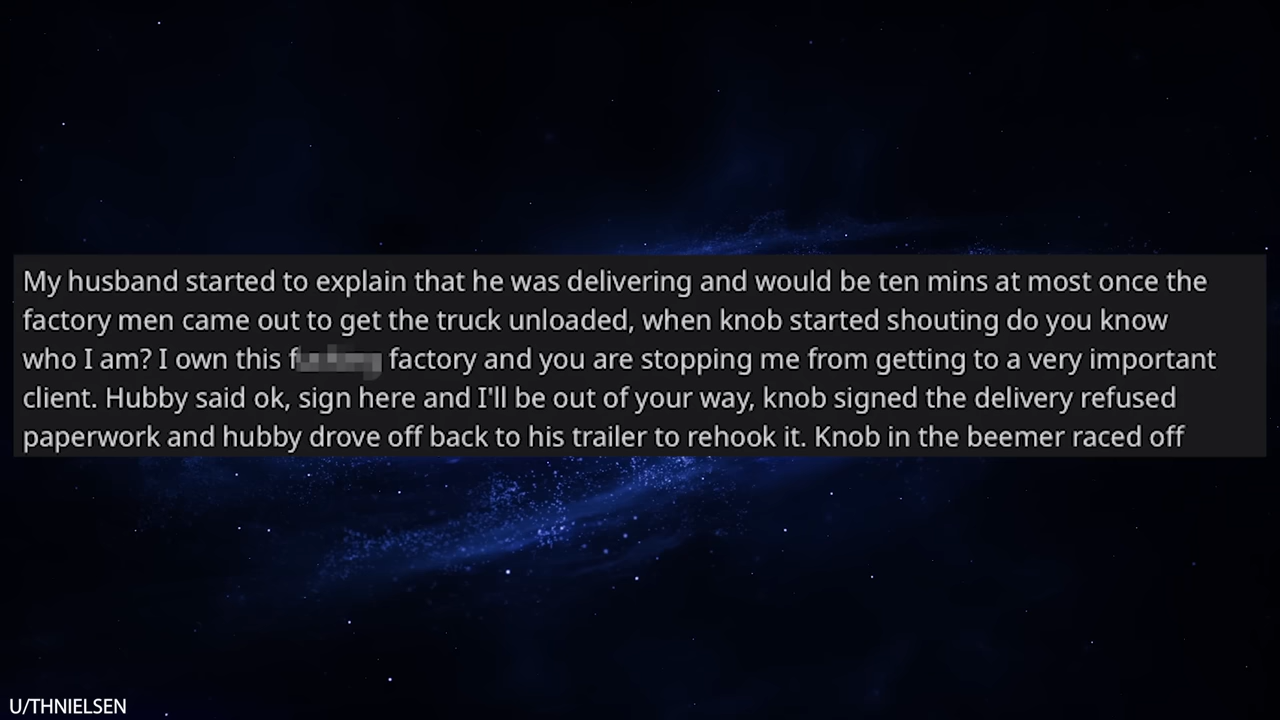 My husband started to explain that he was delivering and would be ten mins at most once the
factory men came out to get the truck unloaded, when knob started shouting do you know
who I am? I own this factory and you are stopping me from getting to a very important
client. Hubby said ok, sign here and I'll be out of your way, knob signed the delivery refused
paperwork and hubby drove off back to his trailer to rehook it. Knob in the beemer raced off
U/THNIELSEN